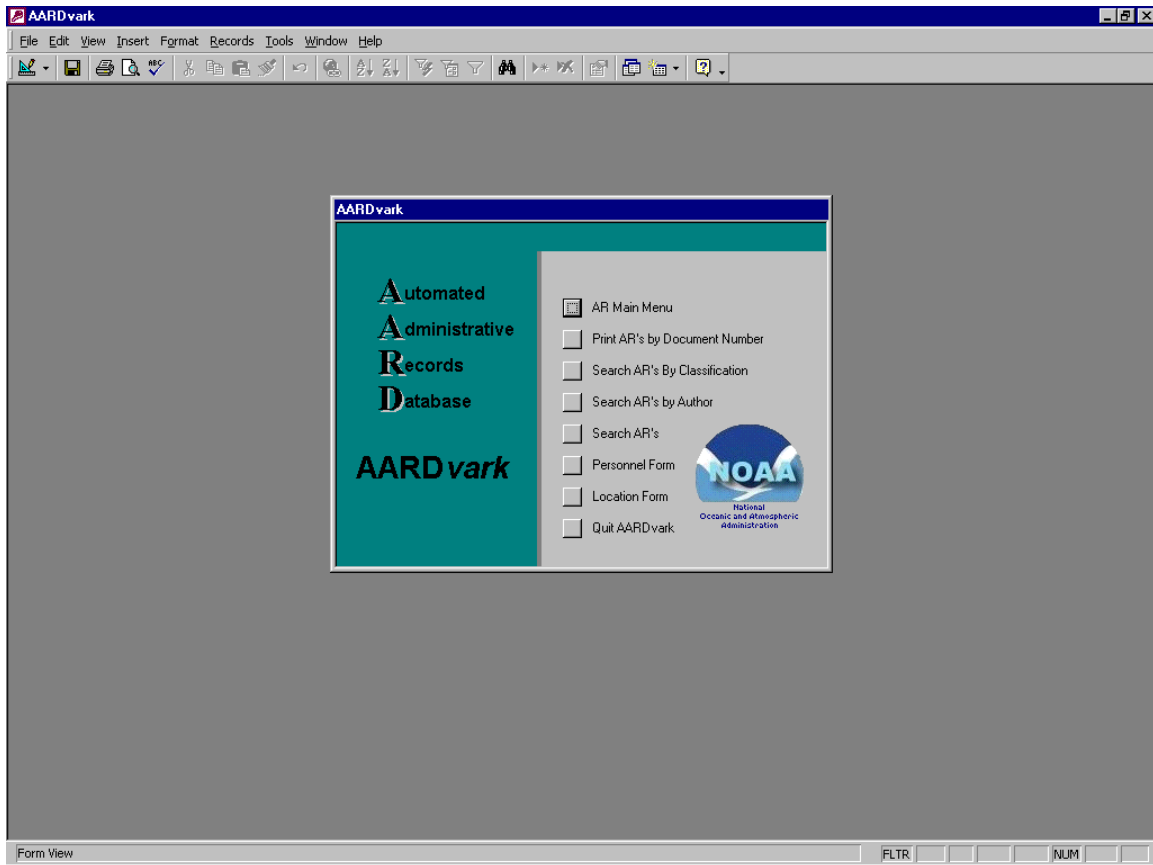 AARDvark
File Edit View Insert Format Records Tools Window Help
ABC
AARDvark
Automated
Administrative
Records
Database
AARDvark
AR Main Menu
Print AR's by Document Number
Search AR's By Classification
Search AR's by Author
Search AR's
Personnel Form
Location Form
Quit AARDvark
NOAA
National
Oceanic and Atmospheric
Administration
Form View FLTR NUM